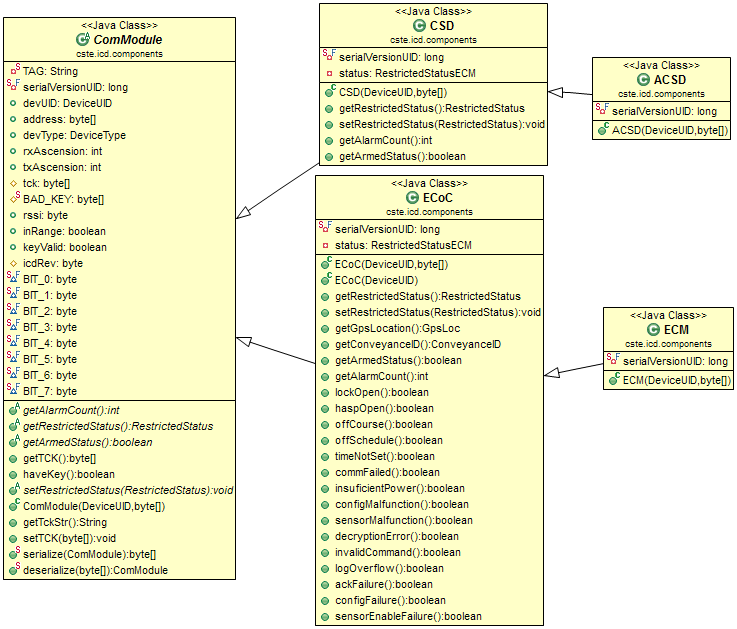 <<Java Class>>
ComModule
cste.icd.components
TAG: String
serialVersionUID: long
devUID: DeviceUID
address: byte[]
devType: DeviceType
rxAscension: int
txAscension: int
tck: byte[]
BAD_KEY: byte[]
rssi: byte
inRange: boolean
keyValid: boolean
icdRev: byte
BIT_0: byte
BIT_1: byte
BIT_2: byte
BIT_3: byte
BIT_4: byte
BIT_5: byte
BIT_6: byte
BIT_7: byte
getAlarmCount():int
getRestrictedStatus():RestrictedStatus
getArmedStatus():boolean
getTCK():byte[]
haveKey():boolean
setRestrictedStatus(RestrictedStatus):void
ComModule(DeviceUID,byte[])
getTckStr():String
setTCK(byte[]):void
serialize(ComModule):byte[]
deserialize(byte[]):ComModule
<<Java Class>>
CSD
cste.icd.components
serialVersionUID: long
status: RestrictedStatusECM
CSD(DeviceUID,byte[])
getRestrictedStatus():RestrictedStatus
setRestrictedStatus(RestrictedStatus):void
getAlarmCount():int
getArmedStatus():boolean
<<Java Class>>
ACSD
cste.icd.components
serialVersionUID: long
ACSD(DeviceUID,byte[])
<<Java Class>>
ECoC
cste.icd.components
serialVersionUID: long
status: RestrictedStatusECM
ECoC(DeviceUID,byte[])
ECoC(DeviceUID)
getRestrictedStatus():RestrictedStatus
setRestrictedStatus(RestrictedStatus):void
getGpsLocation():GpsLoc
getConveyanceID():ConveyanceID
getArmedStatus():boolean
getAlarmCount():int
lockOpen():boolean
haspOpen():boolean
offCourse():boolean
offSchedule():boolean
timeNotSet():boolean
commFailed():boolean
insuficientPower():boolean
configMalfunction():boolean
sensorMalfunction():boolean
decryptionError():boolean
invalidCommand():boolean
logOverflow():boolean
ackFailure():boolean
configFailure():boolean
sensorEnableFailure():boolean
<<Java Class>>
ECM
cste.icd.components
serialVersionUID: long
ECM(DeviceUID,byte[])